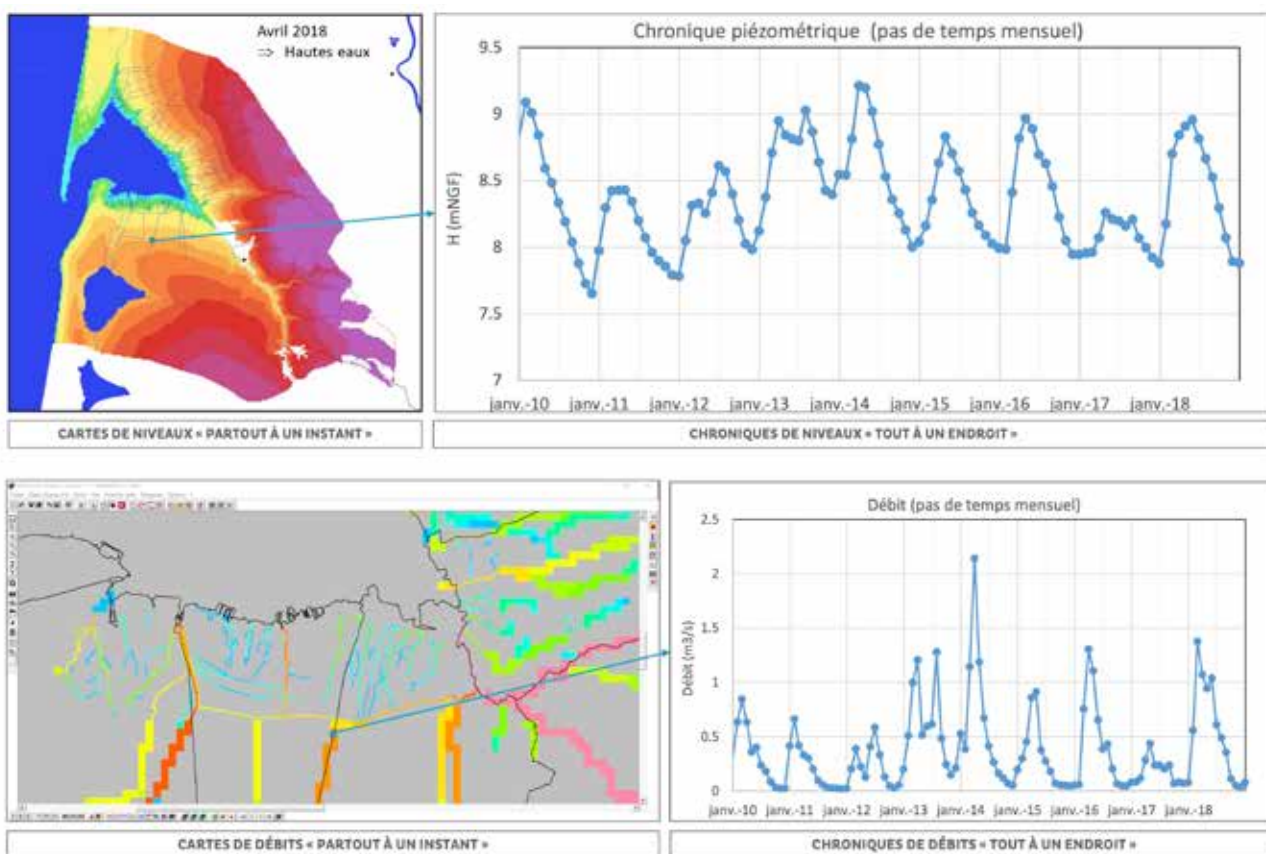 Avril 2018
⇒ Hautes eaux
CARTES DE NIVEAUX « PARTOUT À UN INSTANT »
Chronique piézométrique (pas de temps mensuel)
H (mNGF)
9.5
9
8.5
8
7.5
7
janv.-10 janv.-11 janv.-12 janv.-13 janv.-14 janv.-15 janv.-16 janv.-17 janv.-18
CHRONIQUES DE NIVEAUX « TOUT À UN ENDROIT »
CARTES DE DÉBITS « PARTOUT À UN INSTANT »
Débit (pas de temps mensuel)
Débit (m3/s)
2.5
2
1.5
1
0.5
0
janv.-10 janv.-11 janv.-12 janv.-13 janv.-14 janv.-15 janv.-16 janv.-17 janv.-18
CHRONIQUES DE DÉBITS « TOUT À UN ENDROIT »